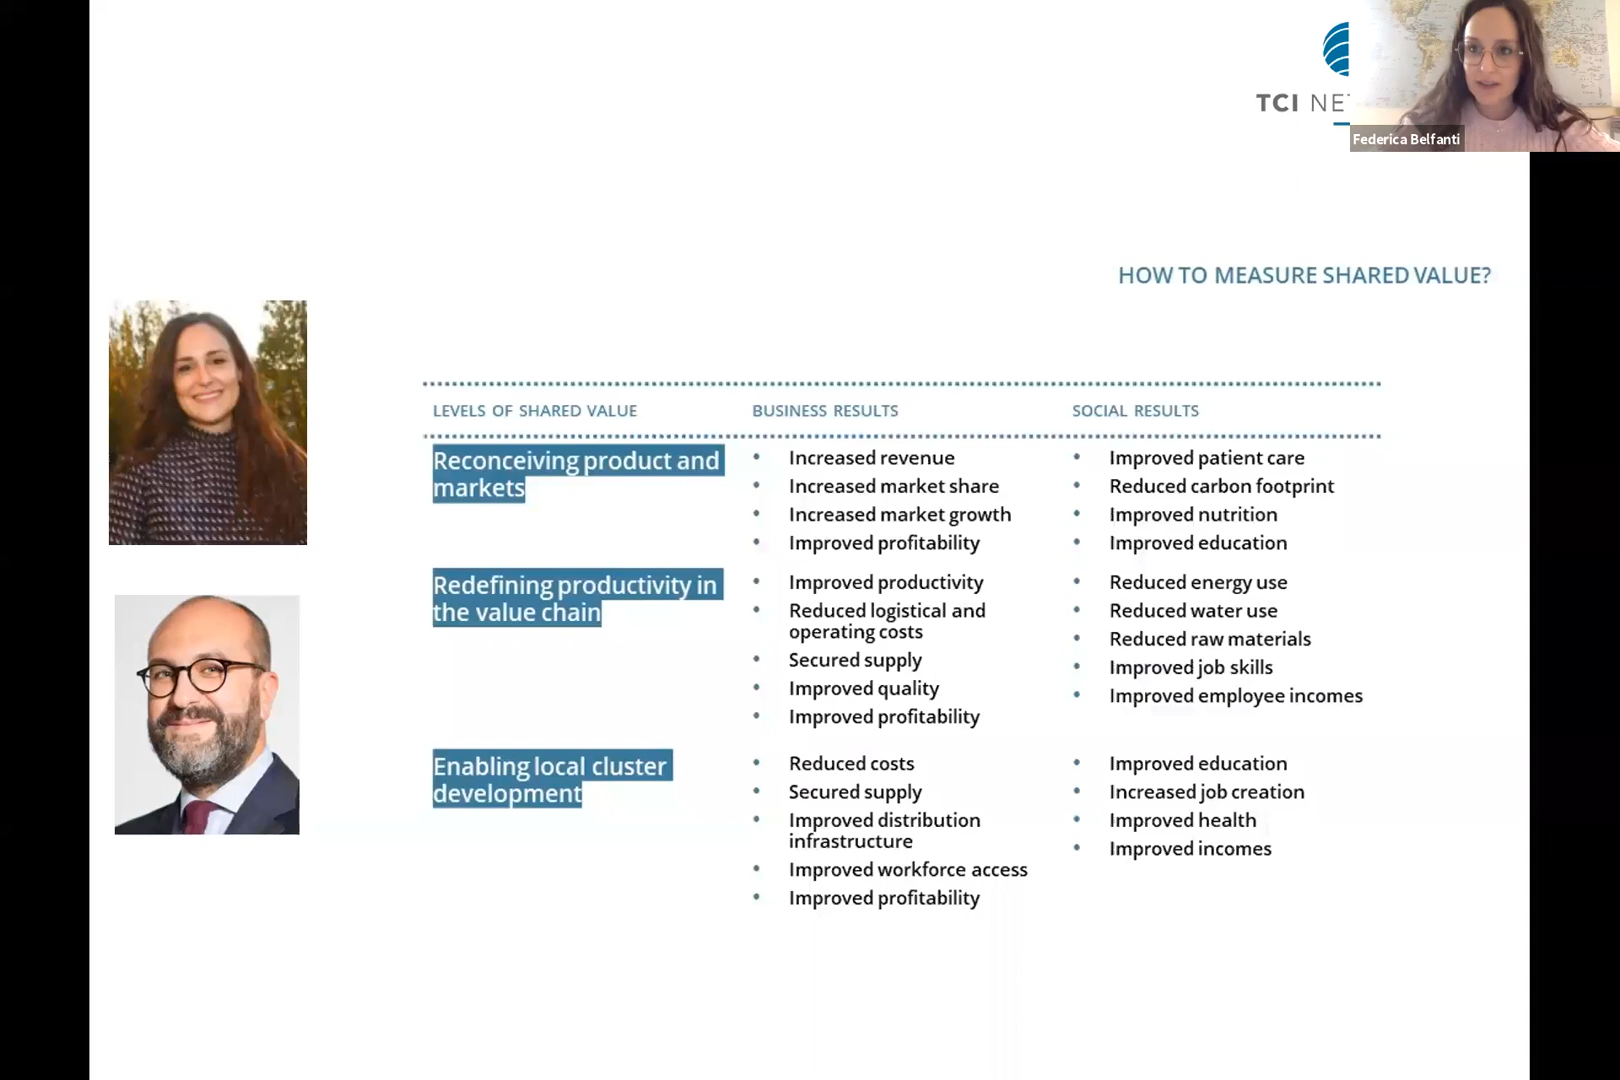 TCI NE
Federica Belfanti
HOW TO MEASURE SHARED VALUE?
LEVELS OF SHARED VALUE
BUSINESS RESULTS
SOCIAL RESULTS
Reconceiving product and
markets
• Increased revenue
• Increased market share
• Increased market growth
• Improved profitability
• Improved patient care
• Reduced carbon footprint
• Improved nutrition
• Improved education
Redefining productivity in
the value chain
• Improved productivity
• Reduced logistical and
operating costs
• Secured supply
• Improved quality
• Improved profitability
• Reduced energy use
• Reduced water use
• Reduced raw materials
• Improved job skills
• Improved employee incomes
Enabling local cluster
development
• Reduced costs
• Secured supply
• Improved distribution
infrastructure
• Improved workforce access
• Improved profitability
• Improved education
• Increased job creation
• Improved health
• Improved incomes